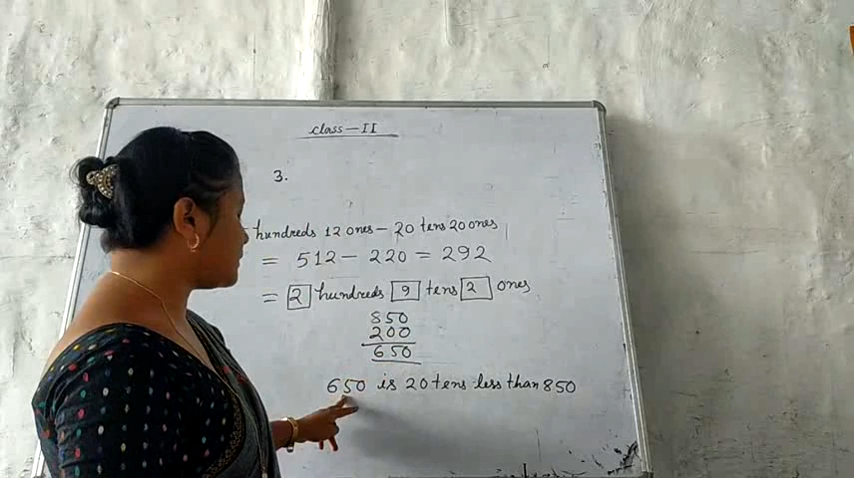 class - II
3.
hundreds 12 ones - 20 tens 20 ones
= 512 - 220 = 292
= 2 hundreds 9 tens 2 ones
850
200
650
650 is 20 tens less than 850